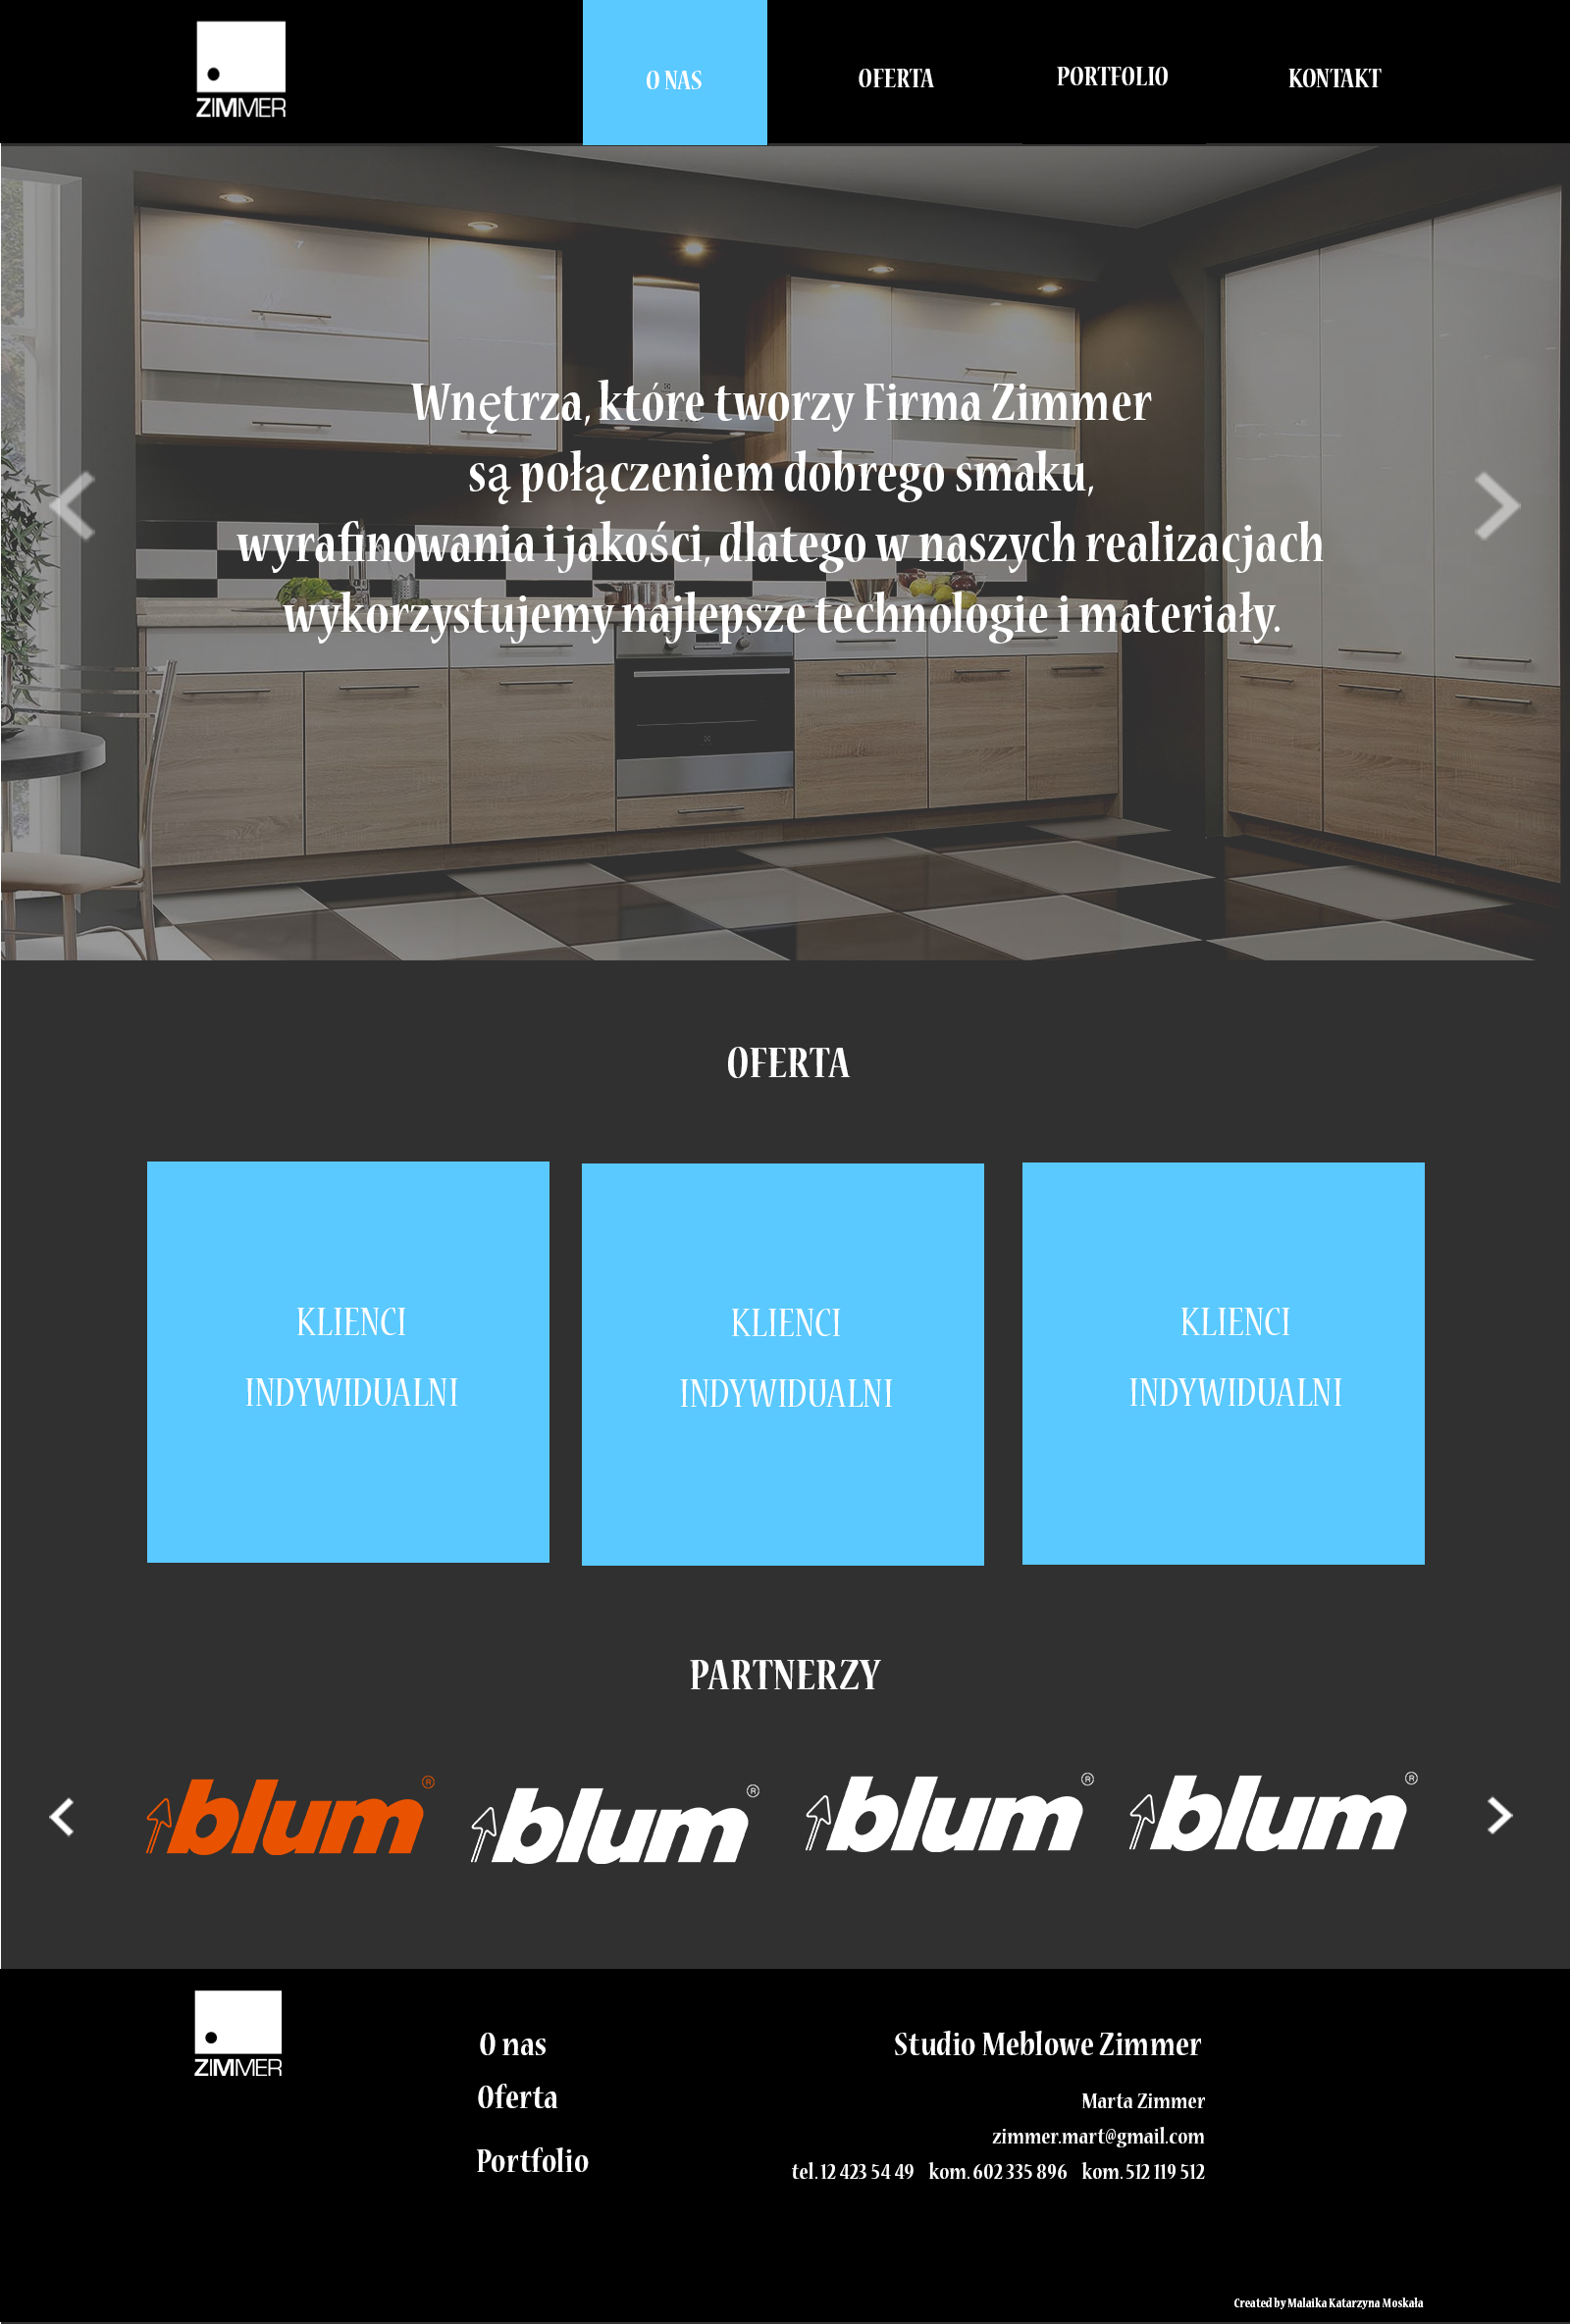 ZIMMER
O NAS
OFERTA
PORTFOLIO
KONTAKT
Wnętrza, które tworzy Firma Zimmer
są połączeniem dobrego smaku,
wyrafinowania i jakości, dlatego w naszych realizacjach
wykorzystujemy najlepsze technologie i materiały.
OFERTA
KLIENCI
INDYWIDUALNI
KLIENCI
INDYWIDUALNI
KLIENCI
INDYWIDUALNI
PARTNERZY
blum®
blum®
blum®
blum®
ZIMMER
O nas
Oferta
Portfolio
Studio Meblowe Zimmer
Marta Zimmer
zimmer.mart@gmail.com
tel. 12 423 54 49 kom. 602 335 896 kom. 512 119 512
Created by Malaika Katarzyna Moskała